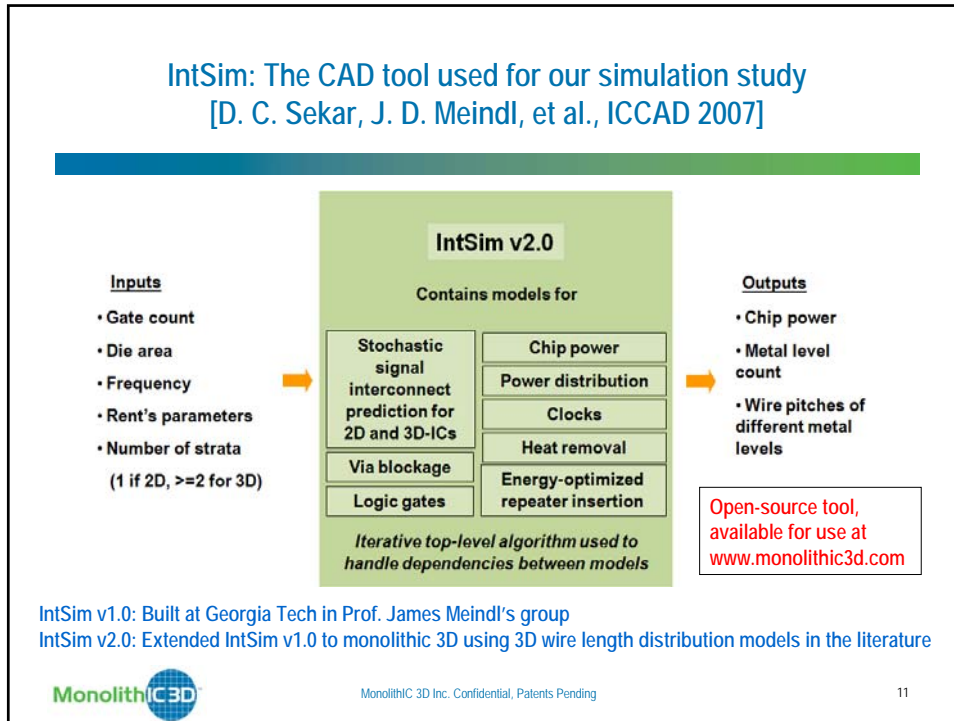 IntSim: The CAD tool used for our simulation study
[D. C. Sekar, J. D. Meindl, et al., ICCAD 2007]
Inputs
• Gate count
• Die area
• Frequency
• Rent's parameters
• Number of strata
(1 if 2D, >=2 for 3D)
IntSim v2.0
Contains models for
Stochastic
signal
interconnect
prediction for
2D and 3D-ICs
Via blockage
Logic gates
Chip power
Power distribution
Clocks
Heat removal
Energy-optimized
repeater insertion
Iterative top-level algorithm used to
handle dependencies between models
Outputs
• Chip power
• Metal level
count
• Wire pitches of
different metal
levels
Open-source tool,
available for use at
www.monolithic3d.com
IntSim v1.0: Built at Georgia Tech in Prof. James Meindl's group
IntSim v2.0: Extended IntSim v1.0 to monolithic 3D using 3D wire length distribution models in the literature
MonolithIC 3D™
MonolithIC 3D Inc. Confidential, Patents Pending
11